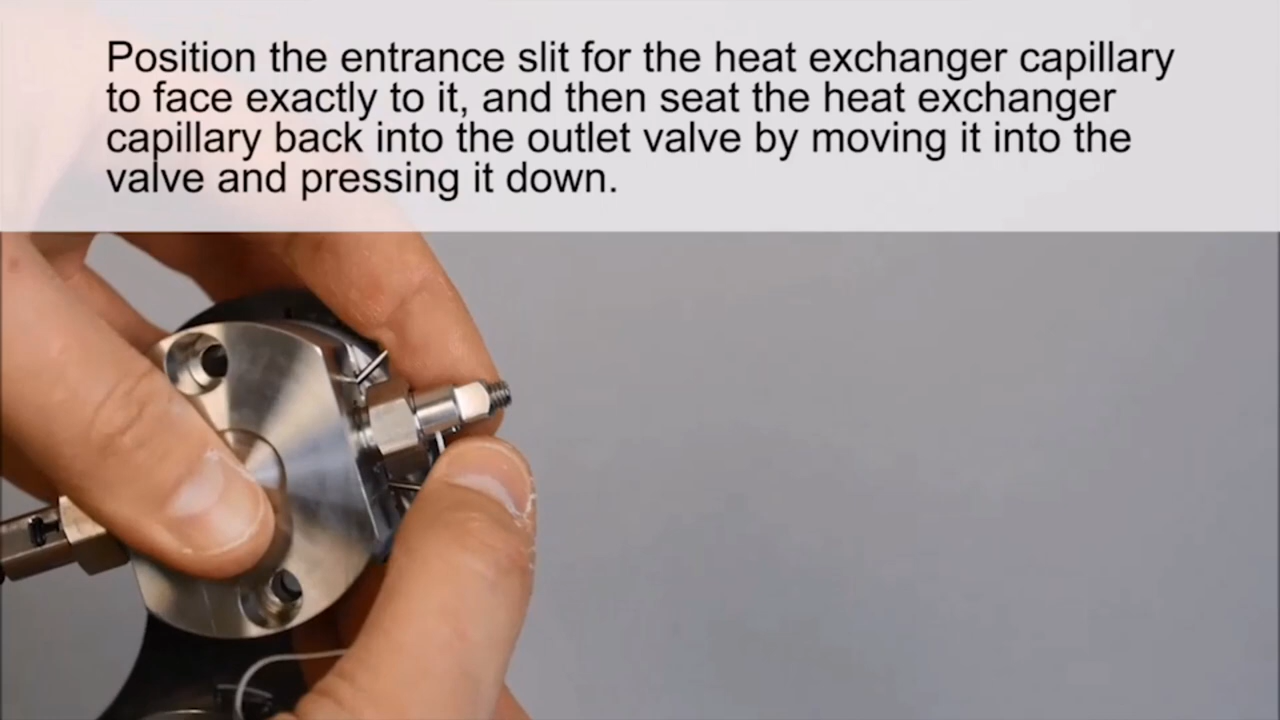 Position the entrance slit for the heat exchanger capillary
to face exactly to it, and then seat the heat exchanger
capillary back into the outlet valve by moving it into the
valve and pressing it down.